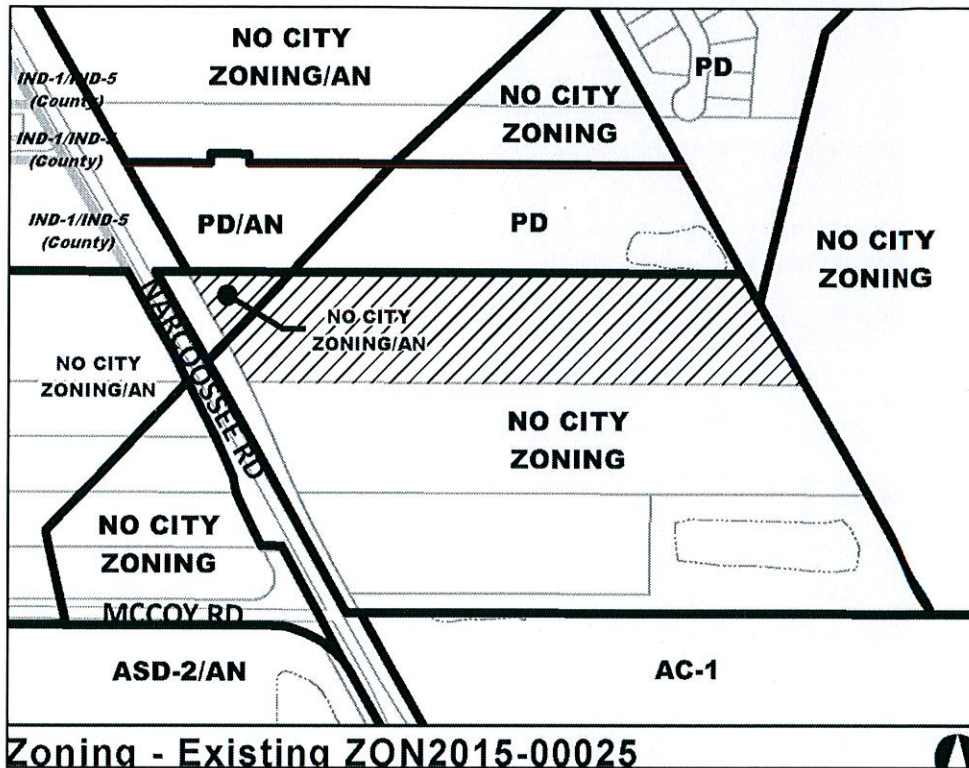 NO CITY
ZONING/AN
PD
IND-1/IND-5
(County)
NO CITY
ZONING
IND-1/IND-5
(County)
IND-1/IND-5
(County)
PD/AN
PD
NO CITY
ZONING
NARCOOSSEE RD
NO CITY
ZONING/AN
NO CITY
ZONING/AN
NO CITY
ZONING
NO CITY
ZONING
MCCOY RD
ASD-2/AN
AC-1
Zoning - Existing ZON2015-00025